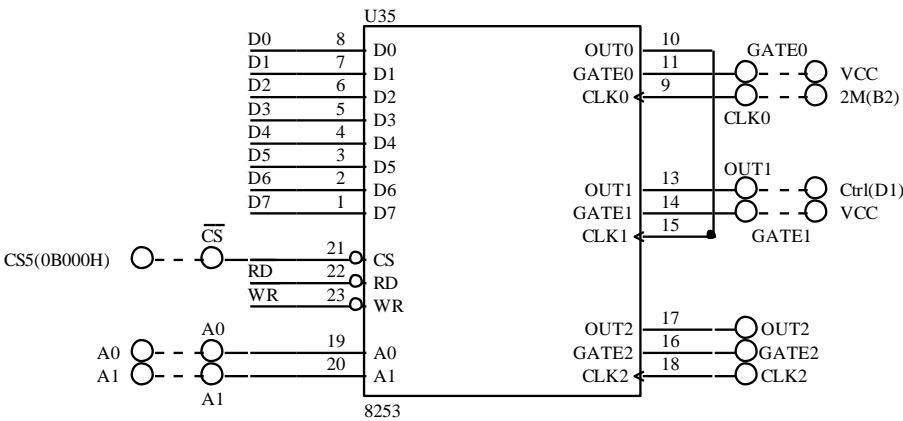 U35
D0 8 D0 OUT0 10 GATE0
D1 7 D1 GATE0 11 VCC
D2 6 D2 CLK0 9 2M(B2)
D3 5 D3 CLK0
D4 4 D4
D5 3 D5 OUT1
D6 2 D6 OUT1 13 Ctrl(D1)
D7 1 D7 GATE1 14 VCC
CS CLK1 15 GATE1
CS5(0B000H) 21 CS
RD 22 RD
WR 23 WR
A0 OUT2 17 OUT2
A0 19 A0 GATE2 16 GATE2
A1 20 A1 CLK2 18 CLK2
A1
8253